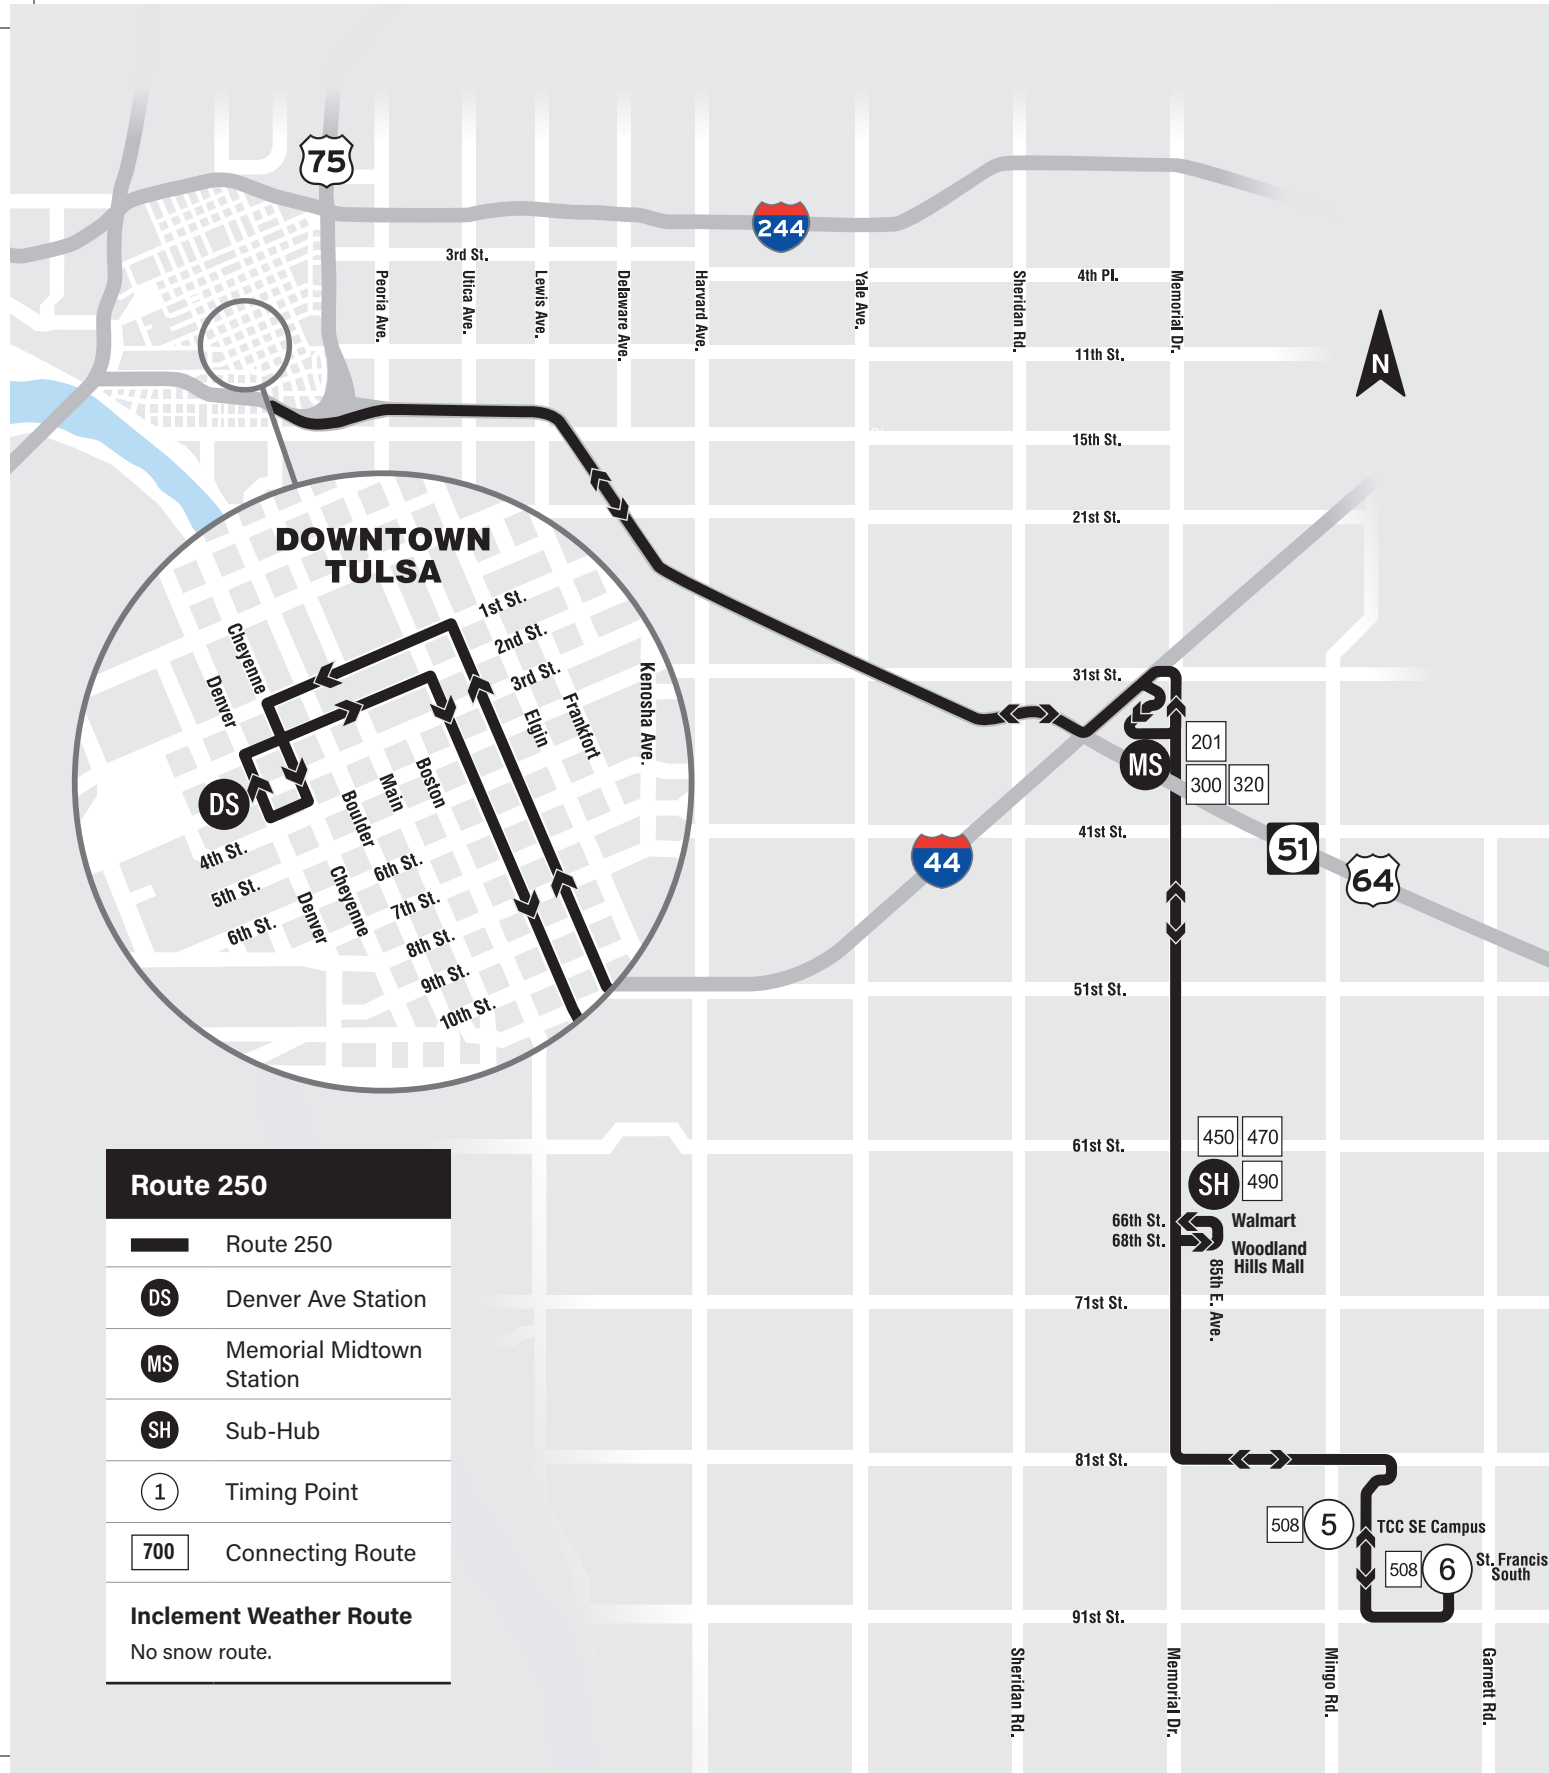 75
244
3rd St.
4th Pl.
Peoria Ave.
Utica Ave.
Lewis Ave.
Delaware Ave.
Harvard Ave.
Yale Ave.
Sheridan Rd.
Memorial Dr.
11th St.
N
15th St.
21st St.
DOWNTOWN
TULSA
1st St.
2nd St.
3rd St.
Cheyenne
Denver
Kenosha Ave.
Frankfort
Elgin
31st St.
201
MS
300
320
DS
Boston
Main
Boulder
41st St.
44
51
64
4th St.
5th St.
6th St.
Denver
Cheyenne
6th St.
7th St.
8th St.
9th St.
10th St.
51st St.
61st St.
450
470
SH
490
66th St.
68th St.
Walmart
Woodland
Hills Mall
85th E. Ave.
71st St.
81st St.
508
5
TCC SE Campus
508
6
St. Francis
South
91st St.
Sheridan Rd.
Memorial Dr.
Mingo Rd.
Garnett Rd.
Route 250
Route 250
DS
Denver Ave Station
MS
Memorial Midtown
Station
SH
Sub-Hub
1
Timing Point
700
Connecting Route
Inclement Weather Route
No snow route.